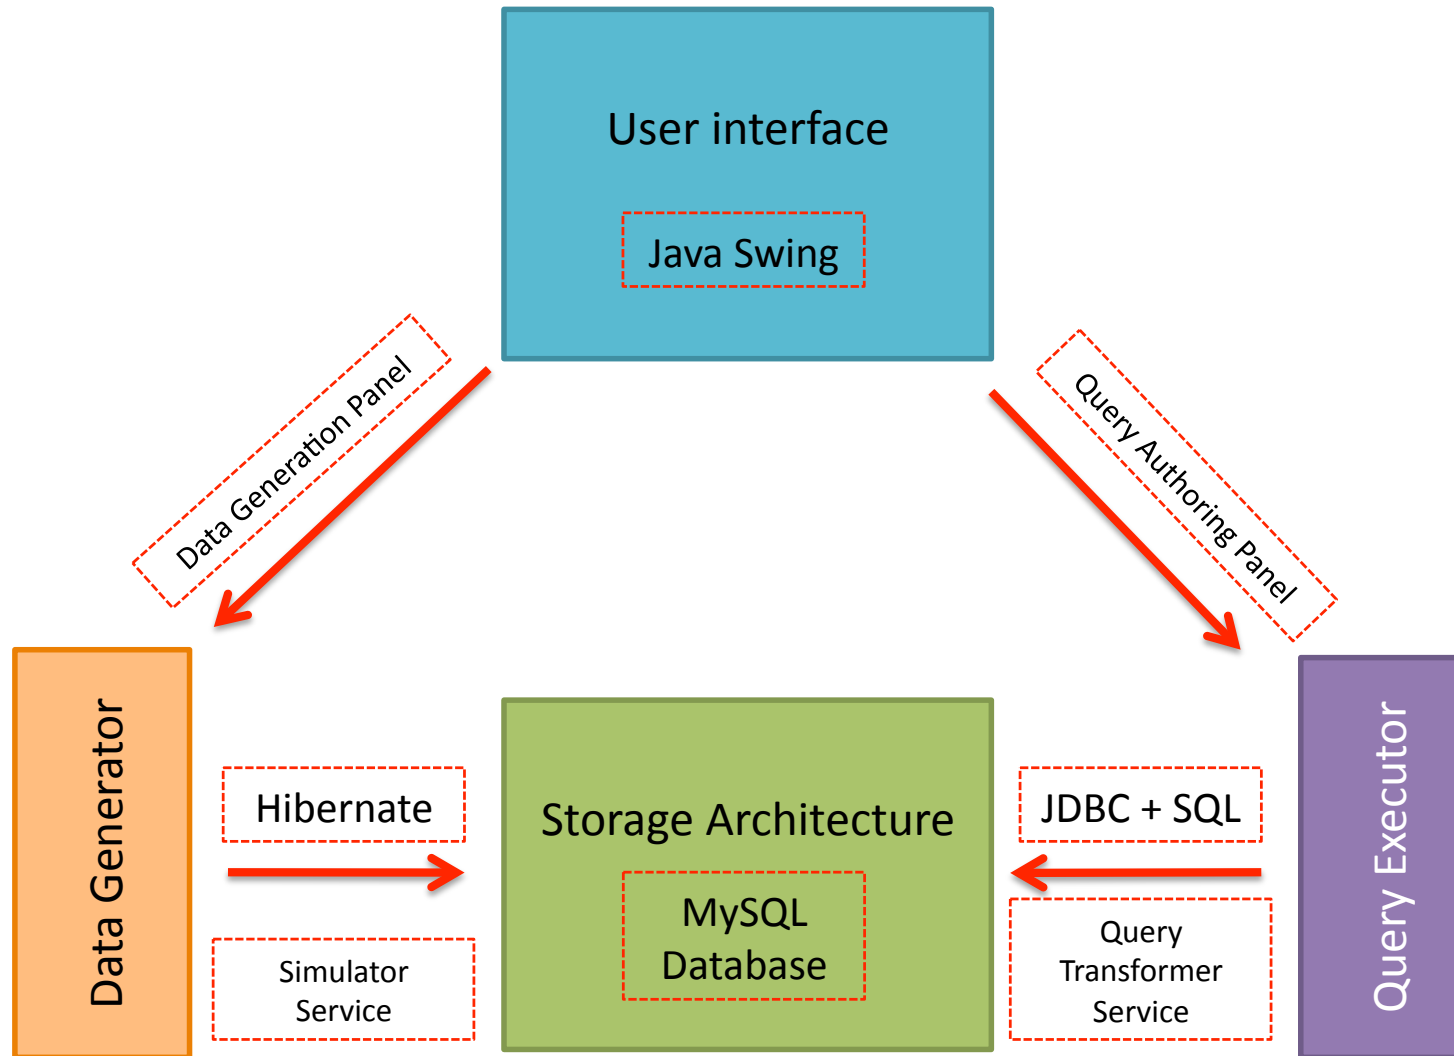 User interface
Java Swing
Data Generation Panel
Query Authoring Panel
Data Generator
Hibernate
Simulator
Service
Storage Architecture
MySQL
Database
JDBC + SQL
Query
Transformer
Service
Query Executor